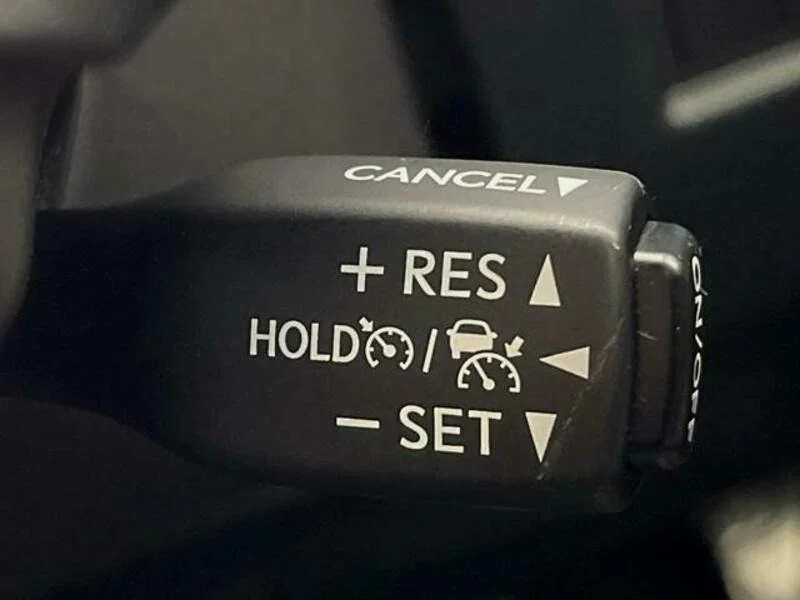 CANCEL
+ RES
HOLD /
- SET
ON/OFF